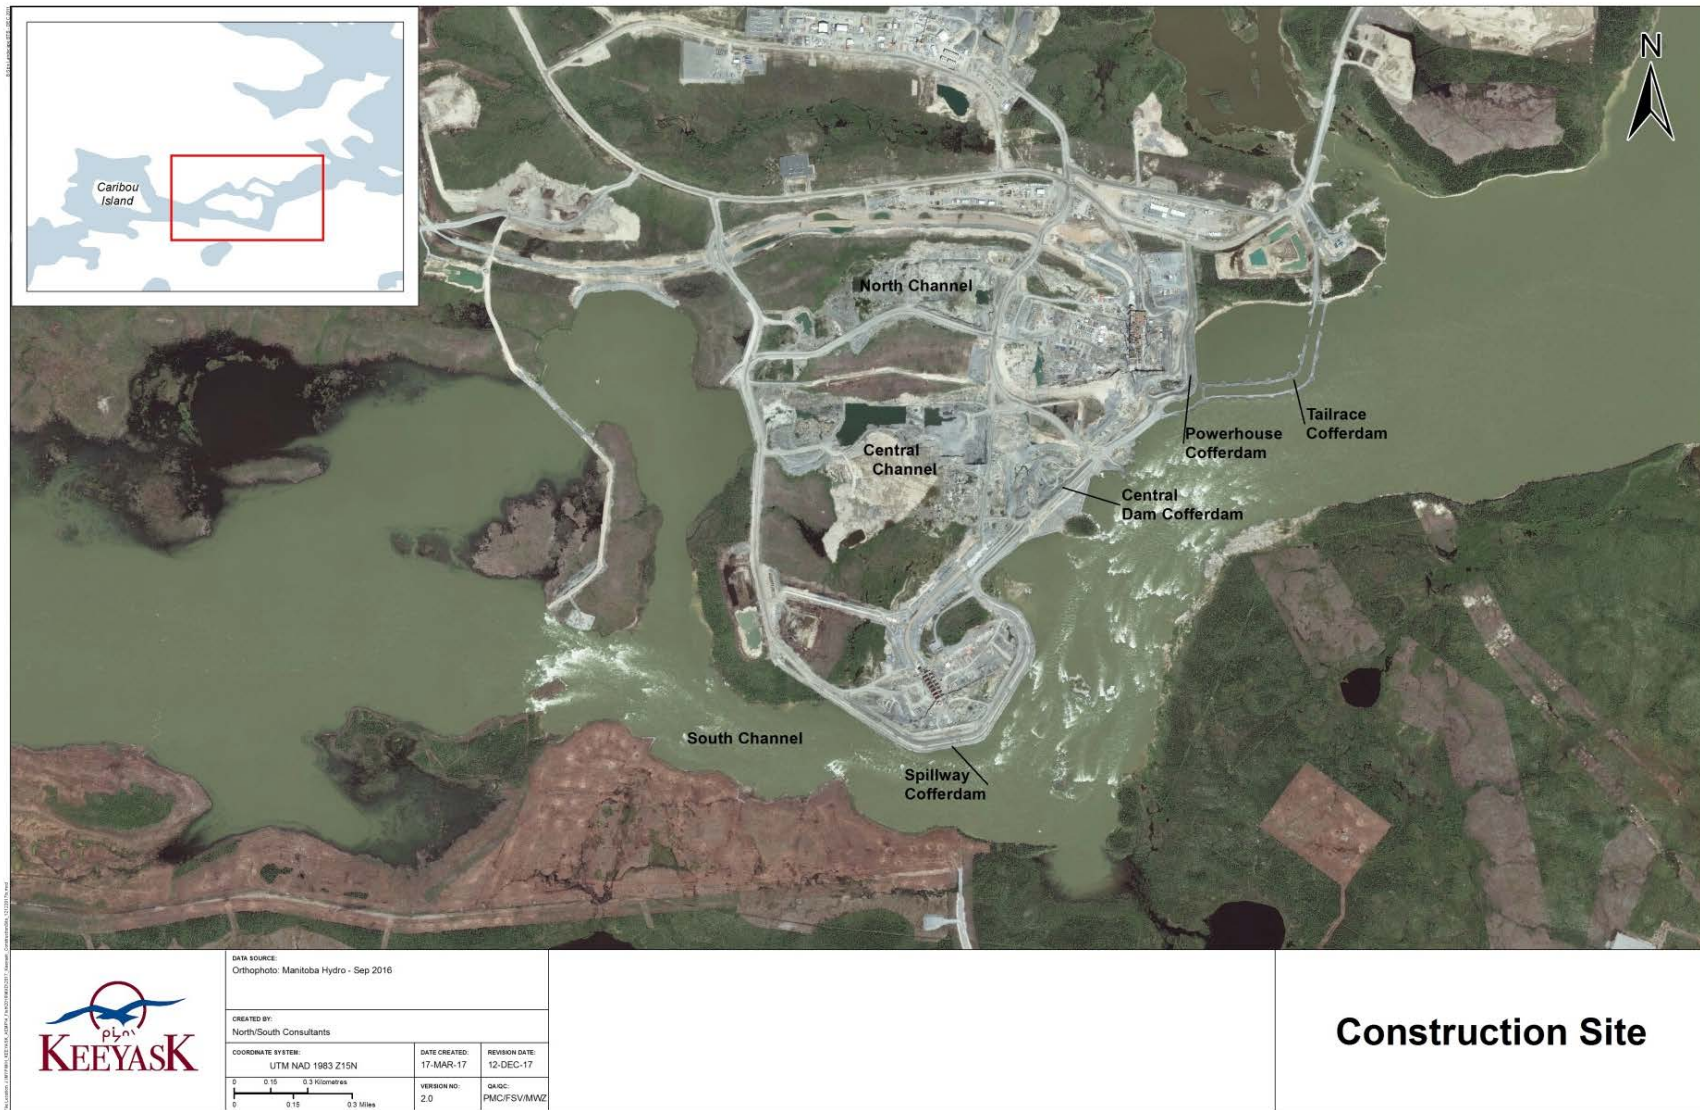 Caribou
Island
N
North Channel
Central
Channel
Powerhouse
Cofferdam
Tailrace
Cofferdam
Central
Dam Cofferdam
South Channel
Spillway
Cofferdam
KEEYASK
DATA SOURCE:
Orthophoto: Manitoba Hydro - Sep 2016
CREATED BY:
North/South Consultants
COORDINATE SYSTEM:
UTM NAD 1983 Z15N
DATE CREATED:
17-MAR-17
REVISION DATE:
12-DEC-17
0 0.15 0.3 Kilometres
0 0.15 0.3 Miles
VERSION NO:
2.0
QA/QC:
PMC/FSV/MWZ
Construction Site